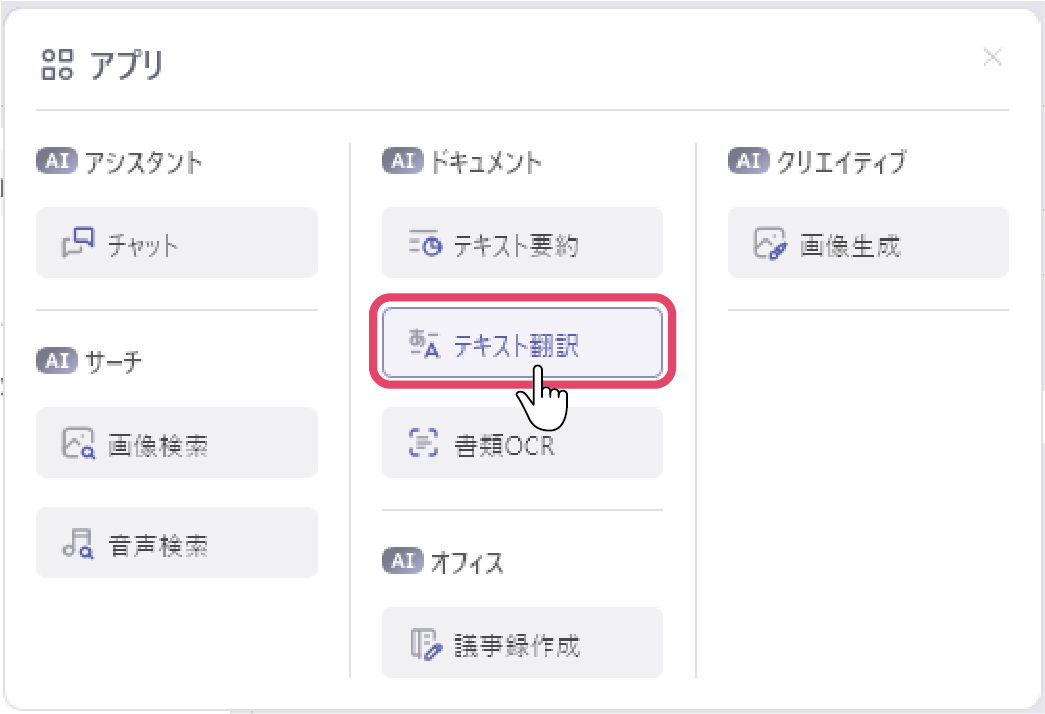 アプリ
AI アシスタント
チャット
AI サーチ
画像検索
音声検索
AI ドキュメント
テキスト要約
あA テキスト翻訳
書類OCR
AI オフィス
議事録作成
AI クリエイティブ
画像生成